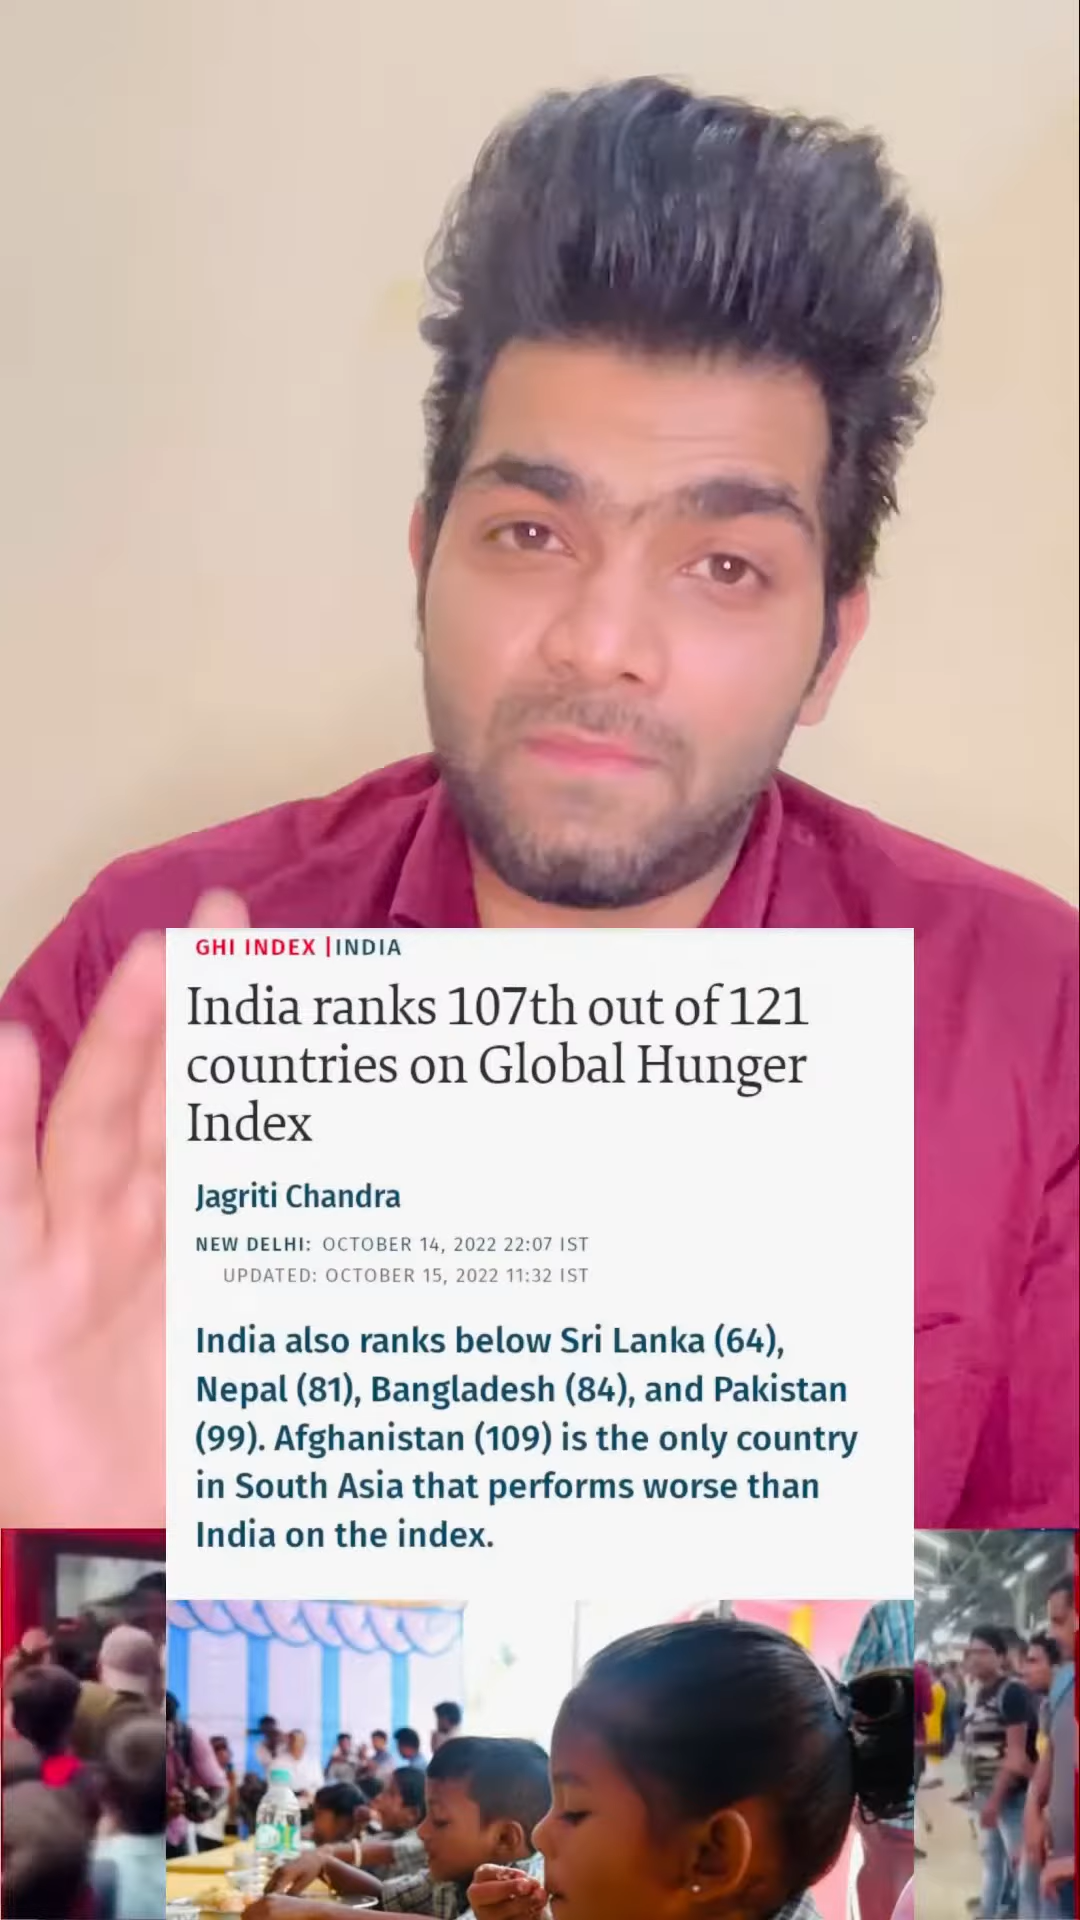 GHI INDEX |INDIA
India ranks 107th out of 121
countries on Global Hunger
Index
Jagriti Chandra
NEW DELHI: OCTOBER 14, 2022 22:07 IST
UPDATED: OCTOBER 15, 2022 11:32 IST
India also ranks below Sri Lanka (64),
Nepal (81), Bangladesh (84), and Pakistan
(99). Afghanistan (109) is the only country
in South Asia that performs worse than
India on the index.